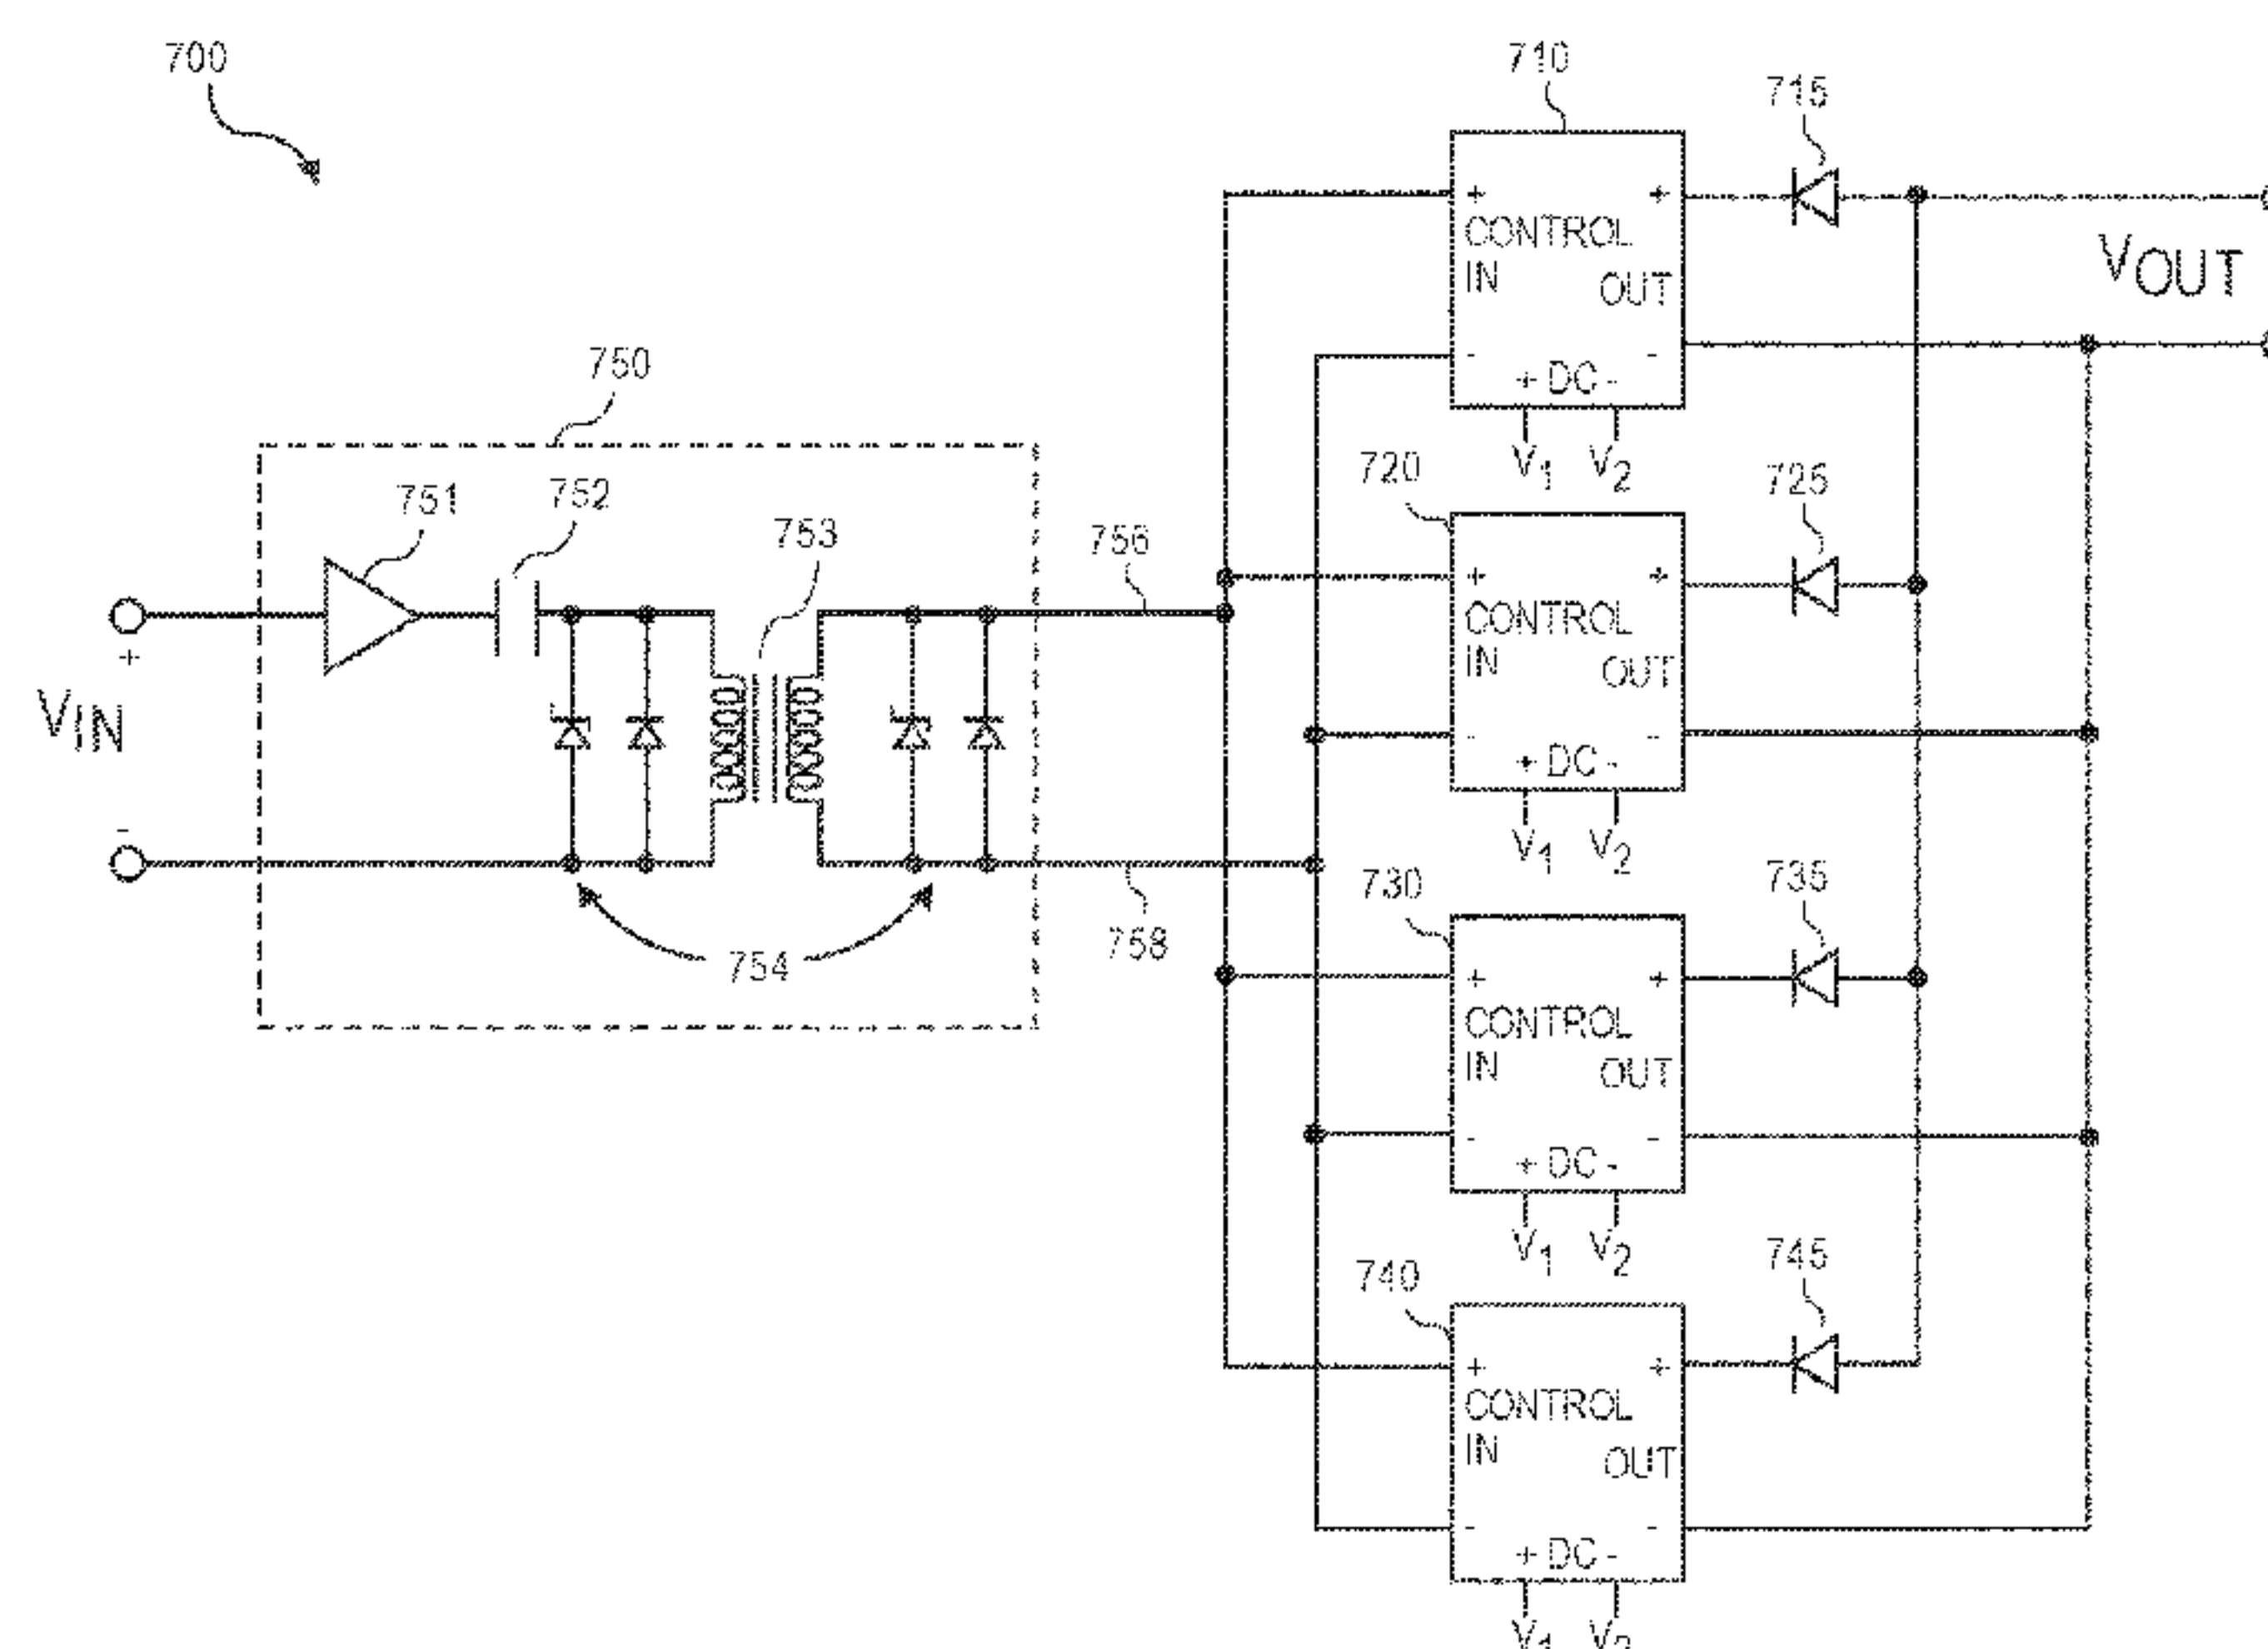 700
710
715
+
+
CONTROL
IN
OUT
VOUT
-
-
+ DC -
V1 V2
750
751
752
753
756
+
VIN
-
754
758
720
725
+
+
CONTROL
IN
OUT
-
-
+ DC -
V1 V2
730
735
+
+
CONTROL
IN
OUT
-
-
+ DC -
V1 V2
740
745
+
+
CONTROL
IN
OUT
-
-
+ DC -
V1 V2